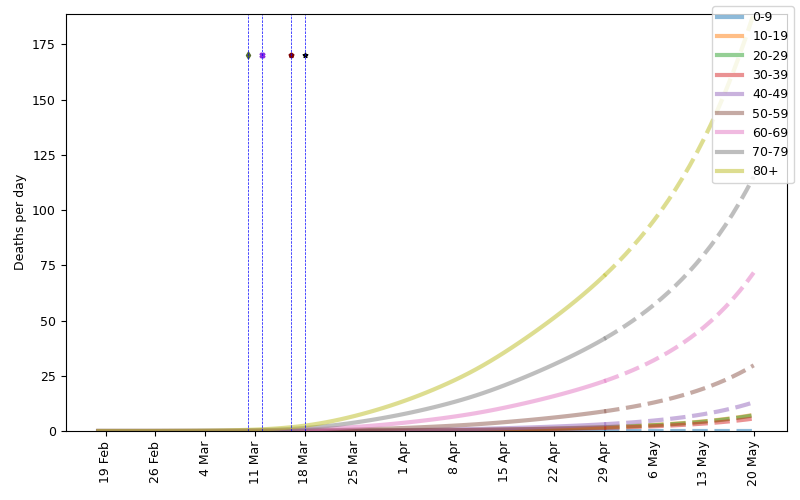 175
150
125
100
75
50
25
0
Deaths per day
19 Feb
26 Feb
4 Mar
11 Mar
18 Mar
25 Mar
1 Apr
8 Apr
15 Apr
22 Apr
29 Apr
6 May
13 May
20 May
0-9
10-19
20-29
30-39
40-49
50-59
60-69
70-79
80+